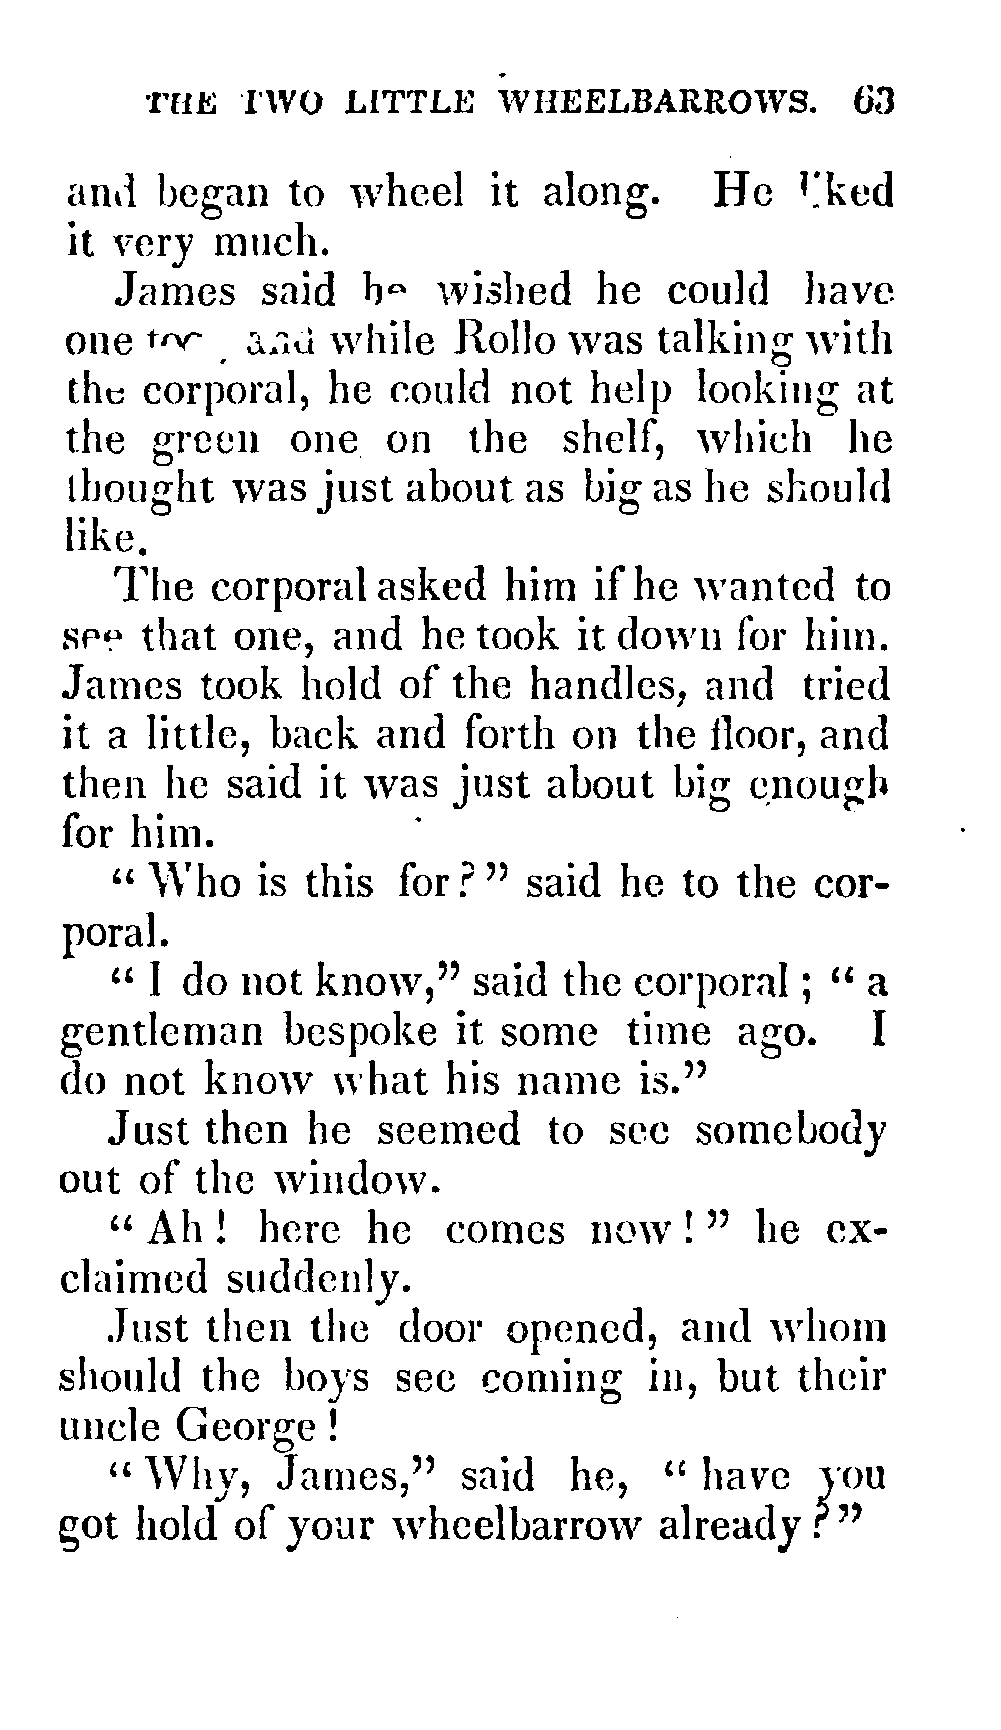 THE TWO LITTLE WHEELBARROWS. 63
and began to wheel it along. He liked
it very much.
James said he wished he could have
one too, and while Rollo was talking with
the corporal, he could not help looking at
the green one on the shelf, which he
thought was just about as big as he should
like.
The corporal asked him if he wanted to
see that one, and he took it down for him.
James took hold of the handles, and tried
it a little, back and forth on the floor, and
then he said it was just about big enough
for him.
" Who is this for ? " said he to the cor-
poral.
" I do not know," said the corporal ; " a
gentleman bespoke it some time ago. I
do not know what his name is."
Just then he seemed to see somebody
out of the window.
" Ah ! here he comes now ! " he ex-
claimed suddenly.
Just then the door opened, and whom
should the boys see coming in, but their
uncle George !
" Why, James," said he, " have you
got hold of your wheelbarrow already ? "